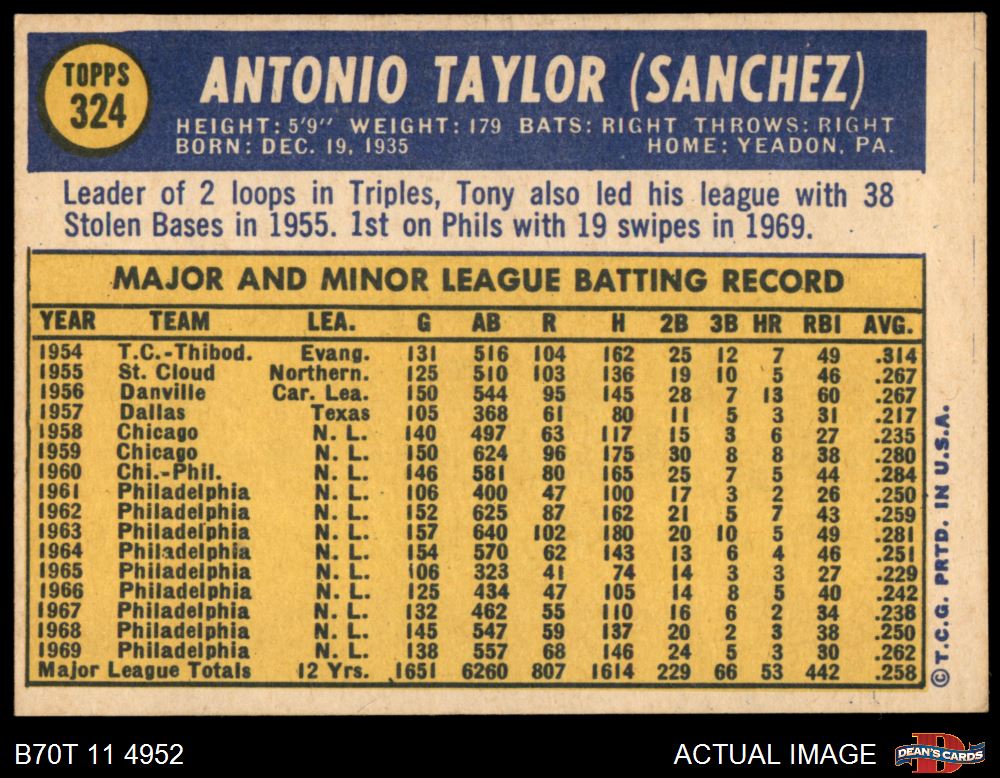 TOPPS
324
ANTONIO TAYLOR (SANCHEZ)
HEIGHT: 5'9" WEIGHT: 179 BATS: RIGHT THROWS: RIGHT
BORN: DEC. 19, 1935 HOME: YEADON, PA.
Leader of 2 loops in Triples, Tony also led his league with 38
Stolen Bases in 1955. 1st on Phils with 19 swipes in 1969.
MAJOR AND MINOR LEAGUE BATTING RECORD
YEAR TEAM LEA. G AB R H 2B 3B HR RBI AVG.
1954 T.C.-Thibod. Evang. 131 516 104 162 25 12 7 49 .314
1955 St. Cloud Northern. 125 510 103 136 19 10 5 46 .267
1956 Danville Car. Lea. 150 544 95 145 28 7 13 60 .267
1957 Dallas Texas 105 368 61 80 11 5 3 31 .217
1958 Chicago N. L. 140 497 63 117 15 3 6 27 .235
1959 Chicago N. L. 150 624 96 175 30 8 8 38 .280
1960 Chi.-Phil. N. L. 146 581 80 165 25 7 5 44 .284
1961 Philadelphia N. L. 106 400 47 100 17 3 2 26 .250
1962 Philadelphia N. L. 152 625 87 162 21 5 7 43 .259
1963 Philadelphia N. L. 157 640 102 180 20 10 5 49 .281
1964 Philadelphia N. L. 154 570 62 143 13 6 4 46 .251
1965 Philadelphia N. L. 106 323 41 74 14 3 3 27 .229
1966 Philadelphia N. L. 125 434 47 105 14 8 5 40 .242
1967 Philadelphia N. L. 132 462 55 110 16 6 2 34 .238
1968 Philadelphia N. L. 145 547 59 137 20 2 3 38 .250
1969 Philadelphia N. L. 138 557 68 146 24 5 3 30 .262
Major League Totals 12 Yrs. 1651 6260 807 1614 229 66 53 442 .258
© T.C.G. PRTD. IN U.S.A.
B70T 11 4952 ACTUAL IMAGE
DEAN'S CARDS